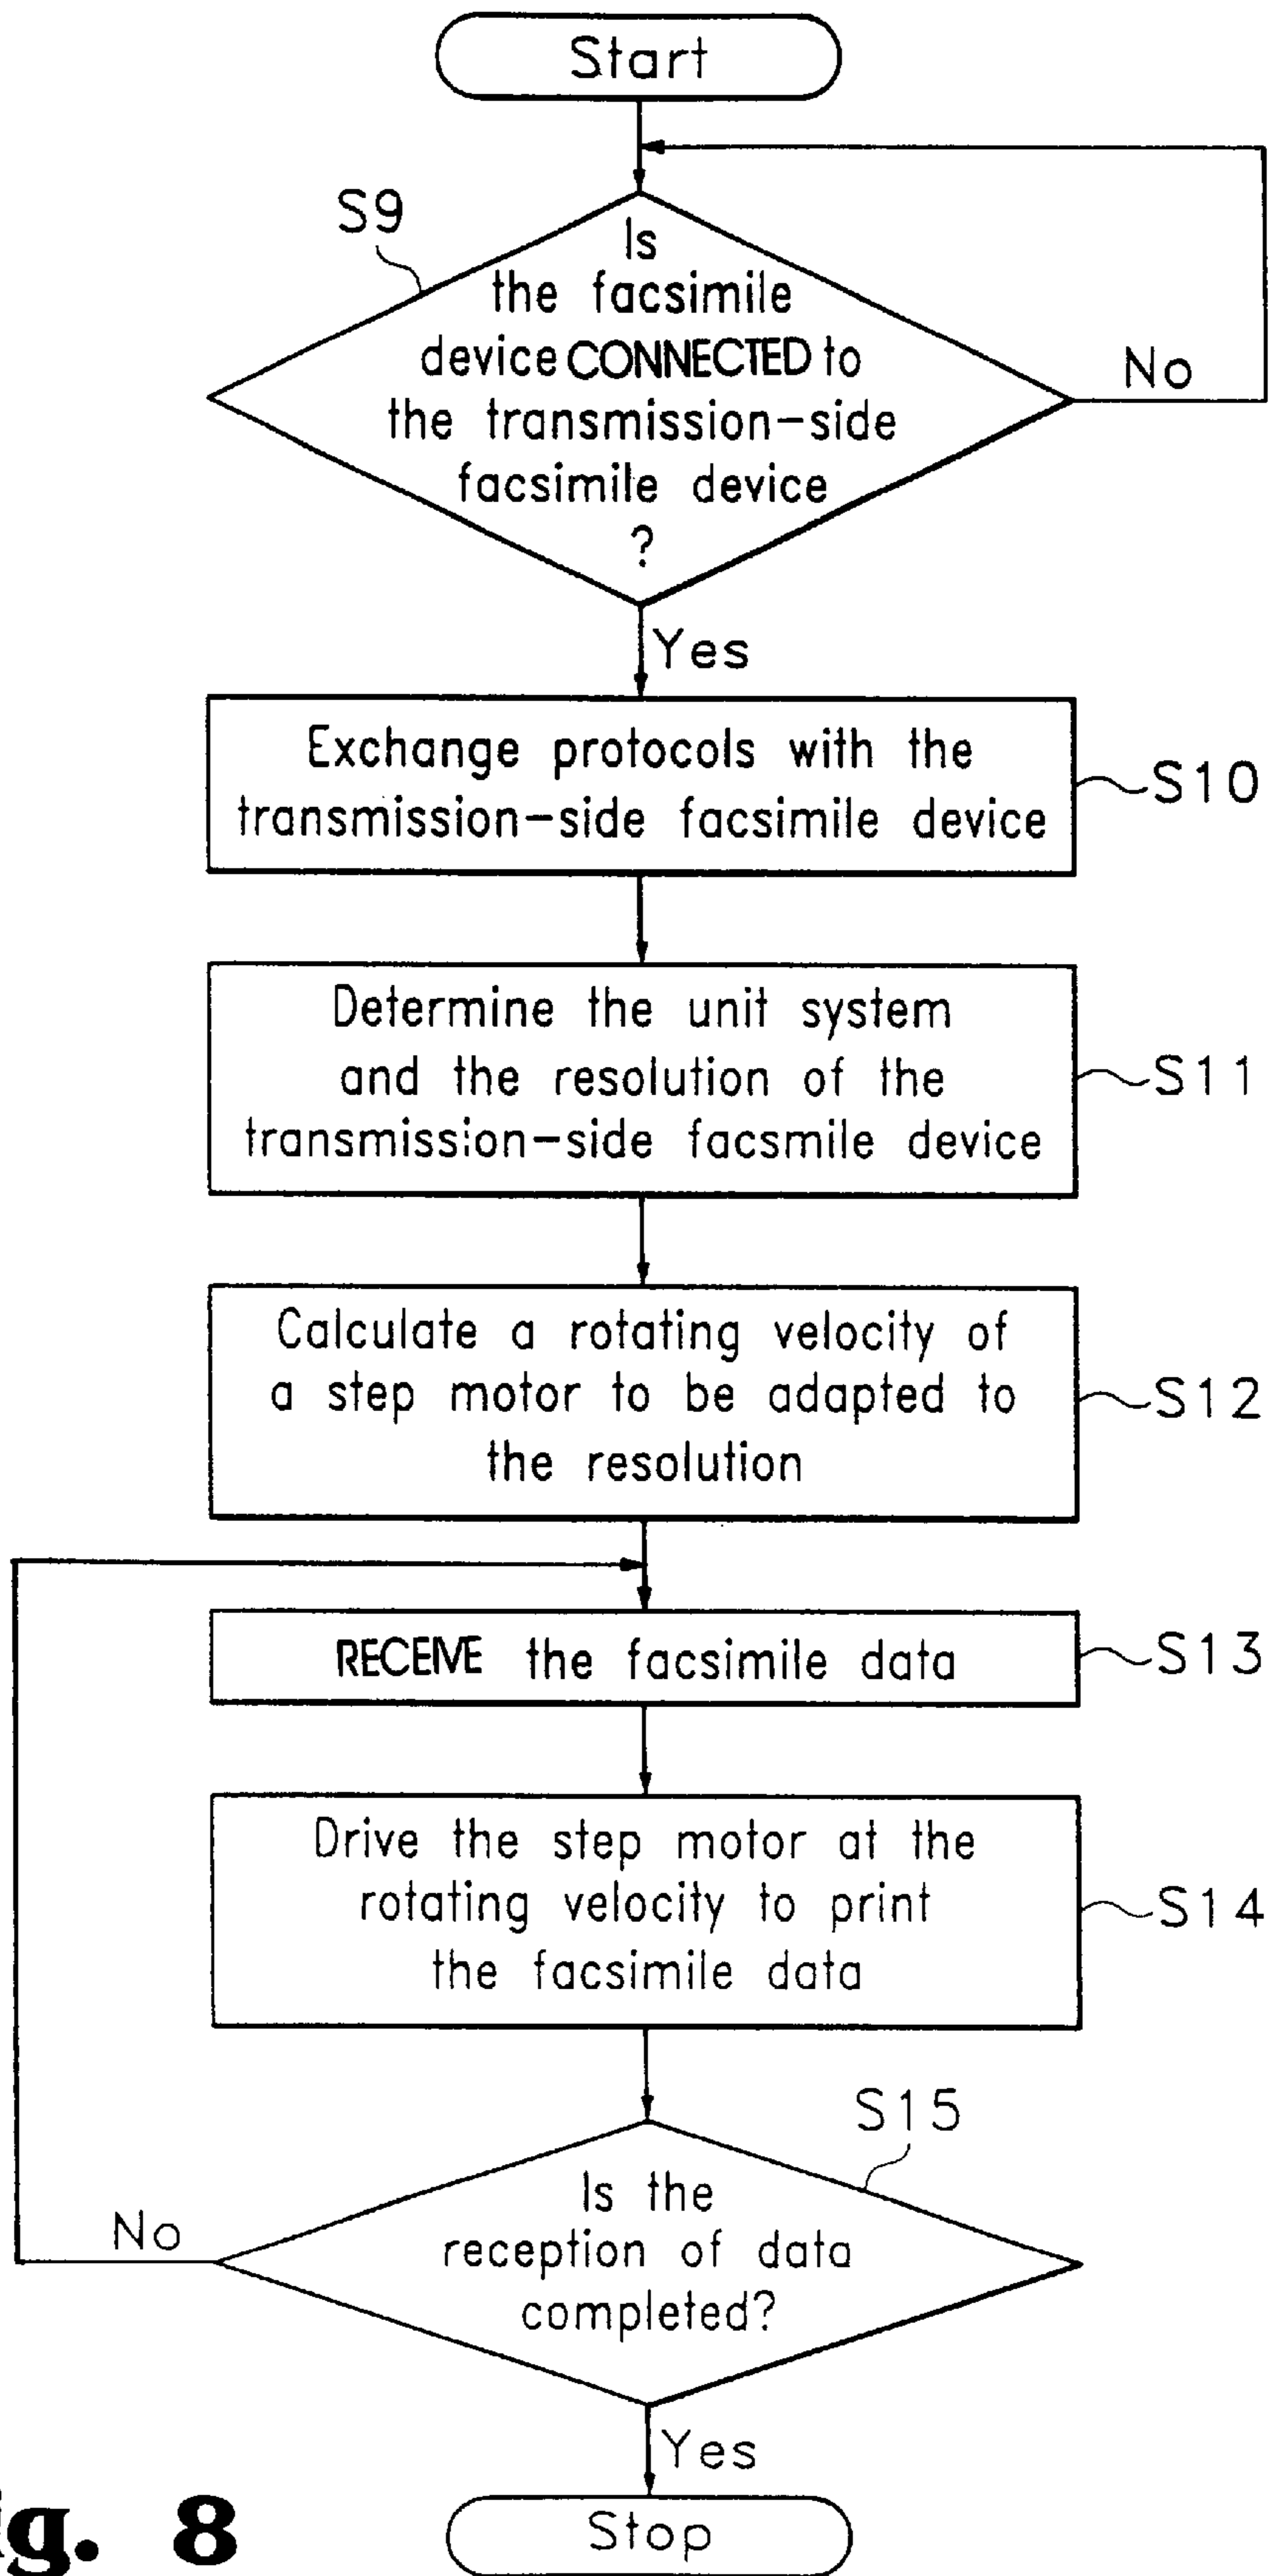 Start
S9
Is
the facsimile
device CONNECTED to
the transmission-side
facsimile device
?
No
Yes
Exchange protocols with the
transmission-side facsimile device
S10
Determine the unit system
and the resolution of the
transmission-side facsmile device
S11
Calculate a rotating velocity of
a step motor to be adapted to
the resolution
S12
RECEIVE the facsimile data
S13
Drive the step motor at the
rotating velocity to print
the facsimile data
S14
S15
Is the
reception of data
completed?
No
Yes
Stop
g. 8